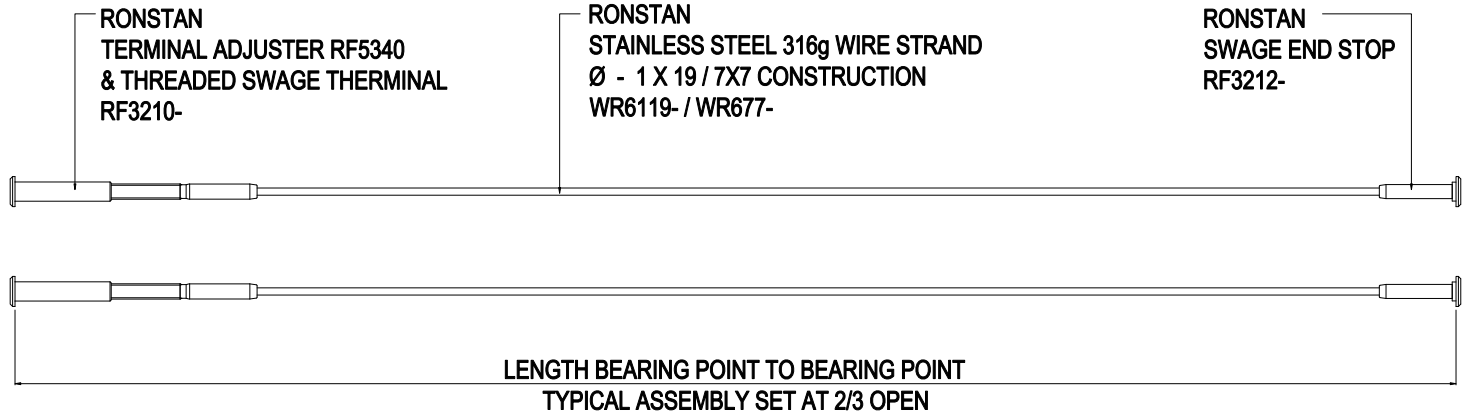 RONSTAN
TERMINAL ADJUSTER RF5340
& THREADED SWAGE THERMINAL
RF3210-
RONSTAN
STAINLESS STEEL 316g WIRE STRAND
Ø - 1 X 19 / 7X7 CONSTRUCTION
WR6119- / WR677-
RONSTAN
SWAGE END STOP
RF3212-
LENGTH BEARING POINT TO BEARING POINT
TYPICAL ASSEMBLY SET AT 2/3 OPEN